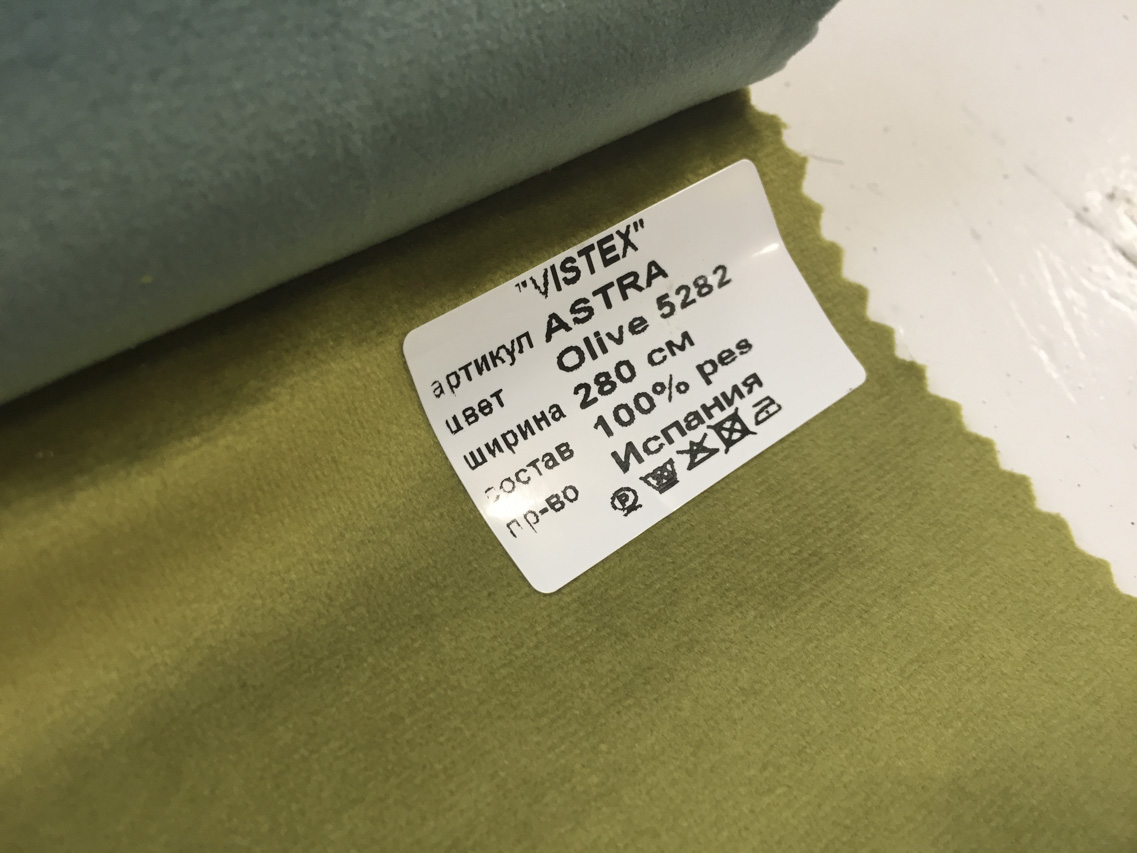 "VISTEX"
артикул ASTRA
цвет Olive 5282
ширина 280 см
состав 100% pes
пр-во Испания